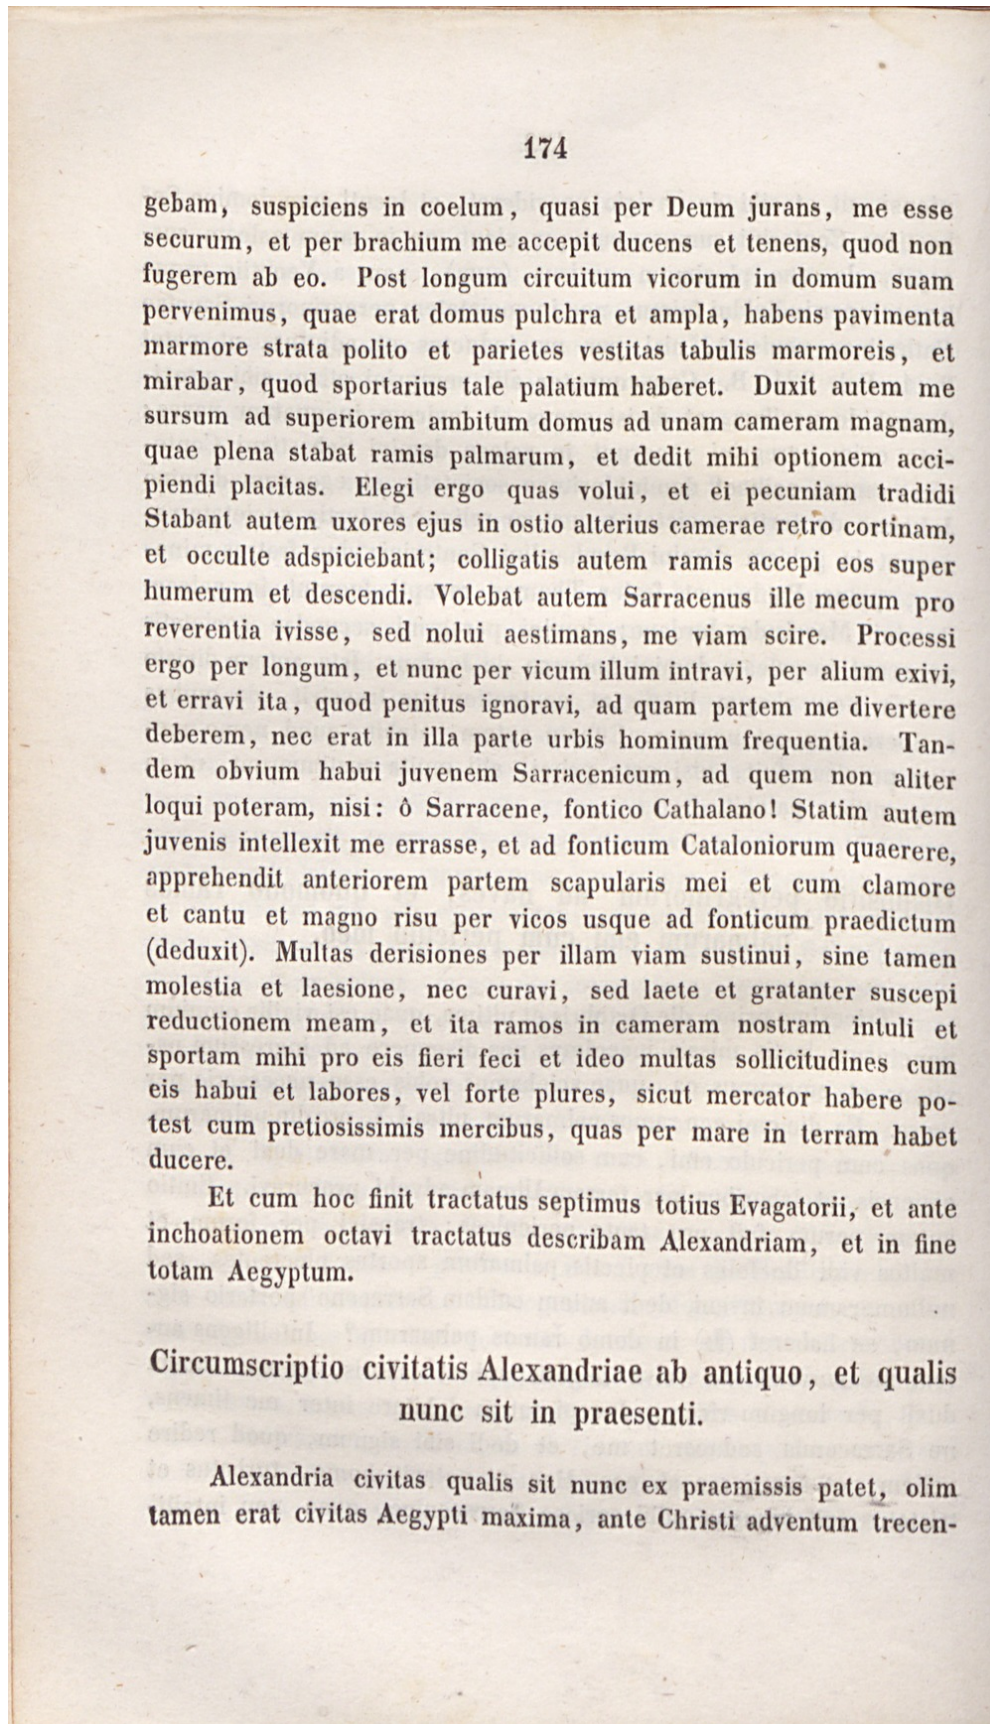 174
gebam, suspiciens in coelum, quasi per Deum jurans, me esse
securum, et per brachium me accepit ducens et tenens, quod non
fugerem ab eo. Post longum circuitum vicorum in domum suam
pervenimus, quae erat domus pulchra et ampla, habens pavimenta
marmore strata polito et parietes vestitas tabulis marmoreis, et
mirabar, quod sportarius tale palatium haberet. Duxit autem me
sursum ad superiorem ambitum domus ad unam cameram magnam,
quae plena stabat ramis palmarum, et dedit mihi optionem acci-
piendi placitas. Elegi ergo quas volui, et ei pecuniam tradidi
Stabant autem uxores ejus in ostio alterius camerae retro cortinam,
et occulte adspiciebant; colligatis autem ramis accepi eos super
humerum et descendi. Volebat autem Sarracenus ille mecum pro
reverentia ivisse, sed nolui aestimans, me viam scire. Processi
ergo per longum, et nunc per vicum illum intravi, per alium exivi,
et erravi ita, quod penitus ignoravi, ad quam partem me divertere
deberem, nec erat in illa parte urbis hominum frequentia. Tan-
dem obvium habui juvenem Sarracenicum, ad quem non aliter
loqui poteram, nisi: ô Sarracene, fontico Cathalano! Statim autem
juvenis intellexit me errasse, et ad fonticum Cataloniorum quaerere,
apprehendit anteriorem partem scapularis mei et cum clamore
et cantu et magno risu per vicos usque ad fonticum praedictum
(deduxit). Multas derisiones per illam viam sustinui, sine tamen
molestia et laesione, nec curavi, sed laete et gratanter suscepi
reductionem meam, et ita ramos in cameram nostram intuli et
sportam mihi pro eis fieri feci et ideo multas sollicitudines cum
eis habui et labores, vel forte plures, sicut mercator habere po-
test cum pretiosissimis mercibus, quas per mare in terram habet
ducere.
Et cum hoc finit tractatus septimus totius Evagatorii, et ante
inchoationem octavi tractatus describam Alexandriam, et in fine
totam Aegyptum.
Circumscriptio civitatis Alexandriae ab antiquo, et qualis
nunc sit in praesenti.
Alexandria civitas qualis sit nunc ex praemissis patet, olim
tamen erat civitas Aegypti maxima, ante Christi adventum trecen-